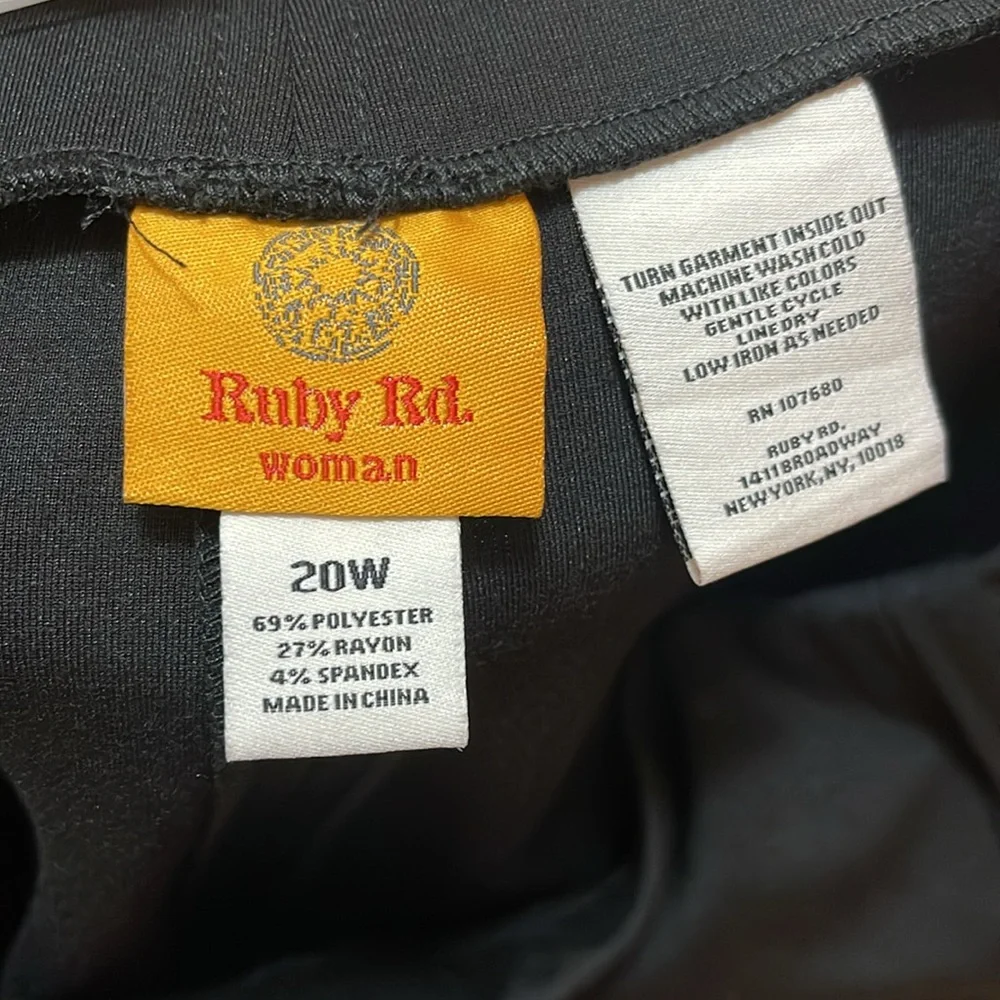 Ruby Rd.
woman
20W
69% POLYESTER
27% RAYON
4% SPANDEX
MADE IN CHINA
TURN GARMENT INSIDE OUT
MACHINE WASH COLD
WITH LIKE COLORS
GENTLE CYCLE
LINE DRY
LOW IRON AS NEEDED
RN 107680
RUBY RD.
1411 BROADWAY
NEW YORK, NY, 10018